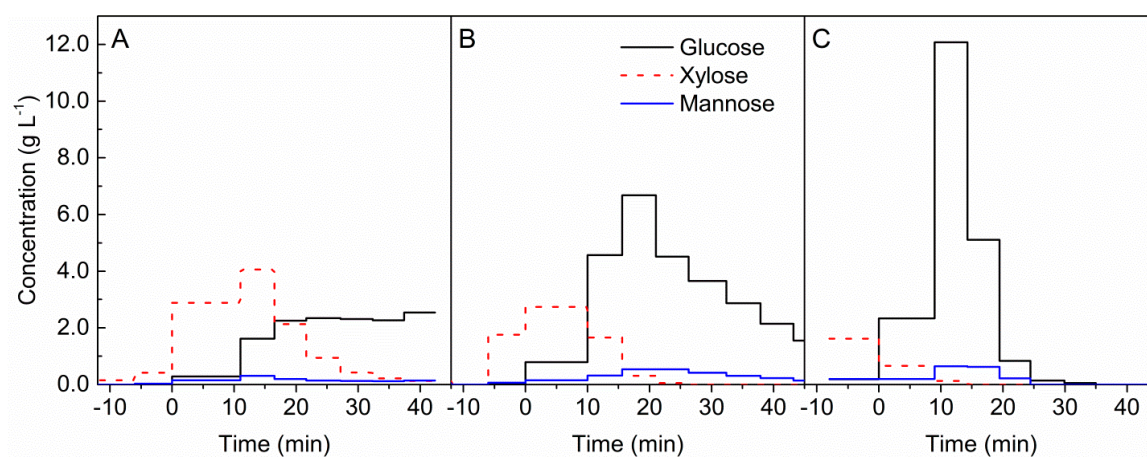 A
B
C
Glucose
Xylose
Mannose
Concentration (g L-1)
12.0
10.0
8.0
6.0
4.0
2.0
0.0
-10 0 10 20 30 40
-10 0 10 20 30 40
-10 0 10 20 30 40
Time (min)
Time (min)
Time (min)